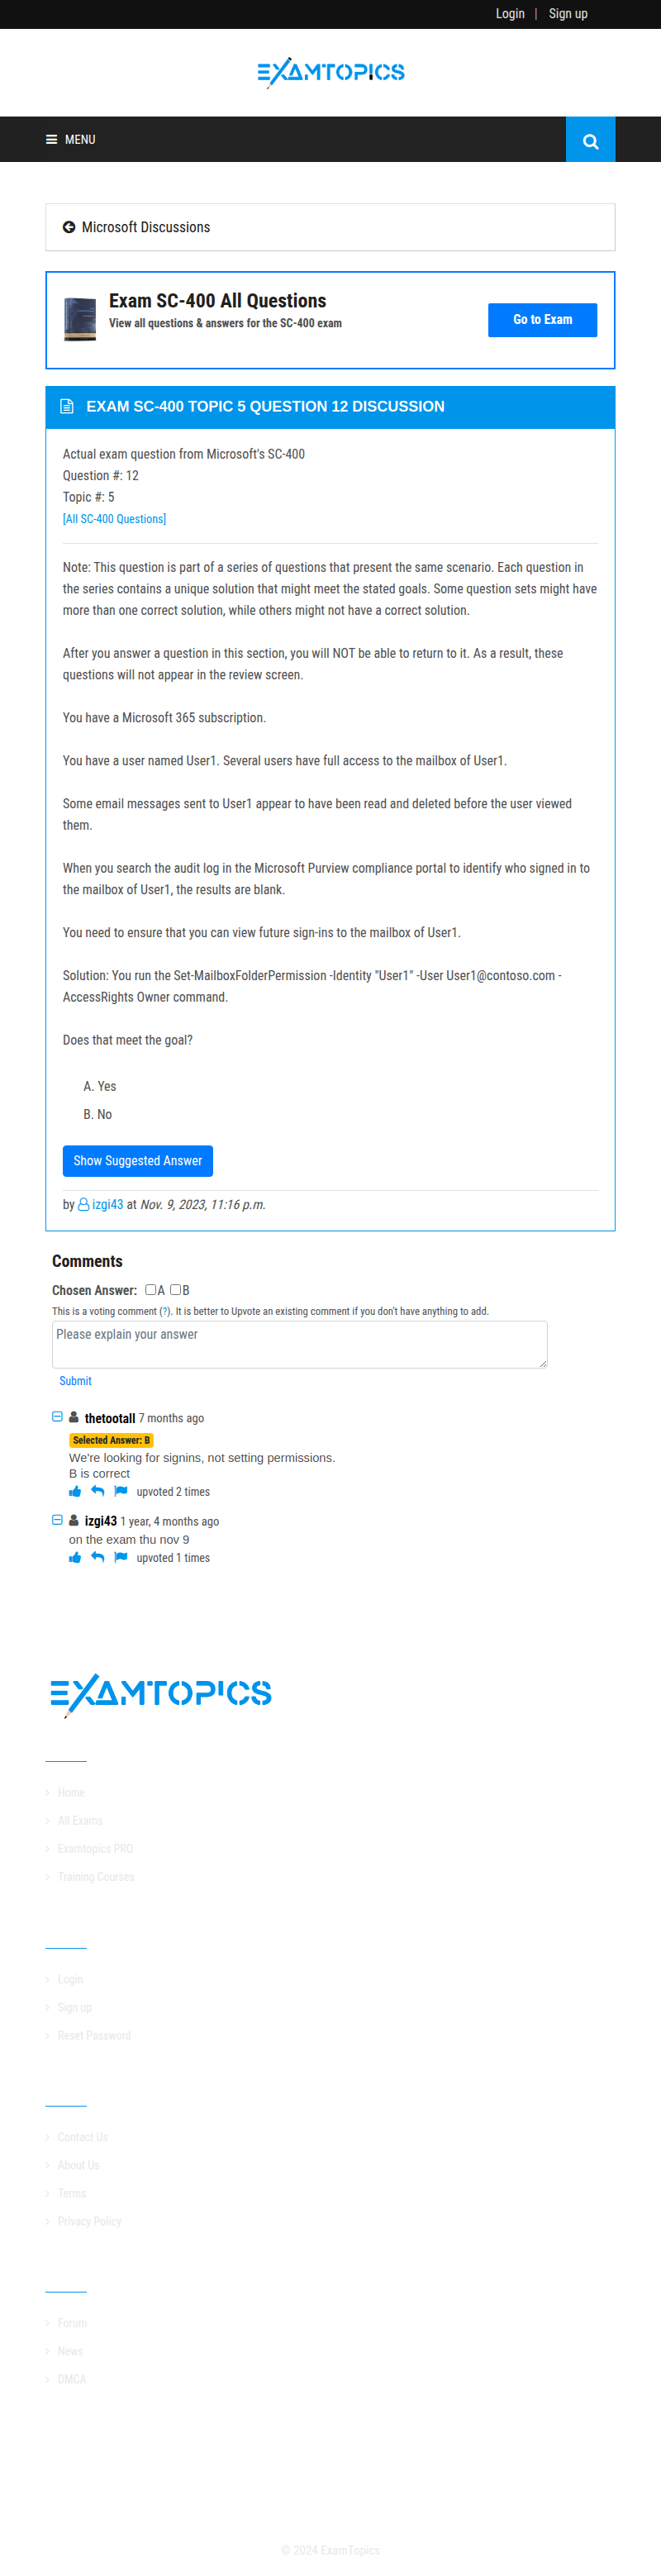 Login | Sign up
EXAMTOPICS
MENU
Microsoft Discussions
Exam SC-400 All Questions
View all questions & answers for the SC-400 exam
Go to Exam
EXAM SC-400 TOPIC 5 QUESTION 12 DISCUSSION
Actual exam question from Microsoft's SC-400
Question #: 12
Topic #: 5
[All SC-400 Questions]
Note: This question is part of a series of questions that present the same scenario. Each question in
the series contains a unique solution that might meet the stated goals. Some question sets might have
more than one correct solution, while others might not have a correct solution.
After you answer a question in this section, you will NOT be able to return to it. As a result, these
questions will not appear in the review screen.
You have a Microsoft 365 subscription.
You have a user named User1. Several users have full access to the mailbox of User1.
Some email messages sent to User1 appear to have been read and deleted before the user viewed
them.
When you search the audit log in the Microsoft Purview compliance portal to identify who signed in to
the mailbox of User1, the results are blank.
You need to ensure that you can view future sign-ins to the mailbox of User1.
Solution: You run the Set-MailboxFolderPermission -Identity "User1" -User User1@contoso.com -
AccessRights Owner command.
Does that meet the goal?
A. Yes
B. No
Show Suggested Answer
by izgi43 at Nov. 9, 2023, 11:16 p.m.
Comments
Chosen Answer: A B
This is a voting comment (?). It is better to Upvote an existing comment if you don't have anything to add.
Please explain your answer
Submit
thetootall 7 months ago
Selected Answer: B
We're looking for signins, not setting permissions.
B is correct
upvoted 2 times
izgi43 1 year, 4 months ago
on the exam thu nov 9
upvoted 1 times
EXAMTOPICS
Home
All Exams
Examtopics PRO
Training Courses
Login
Sign up
Reset Password
Contact Us
About Us
Terms
Privacy Policy
Forum
News
DMCA
© 2024 ExamTopics